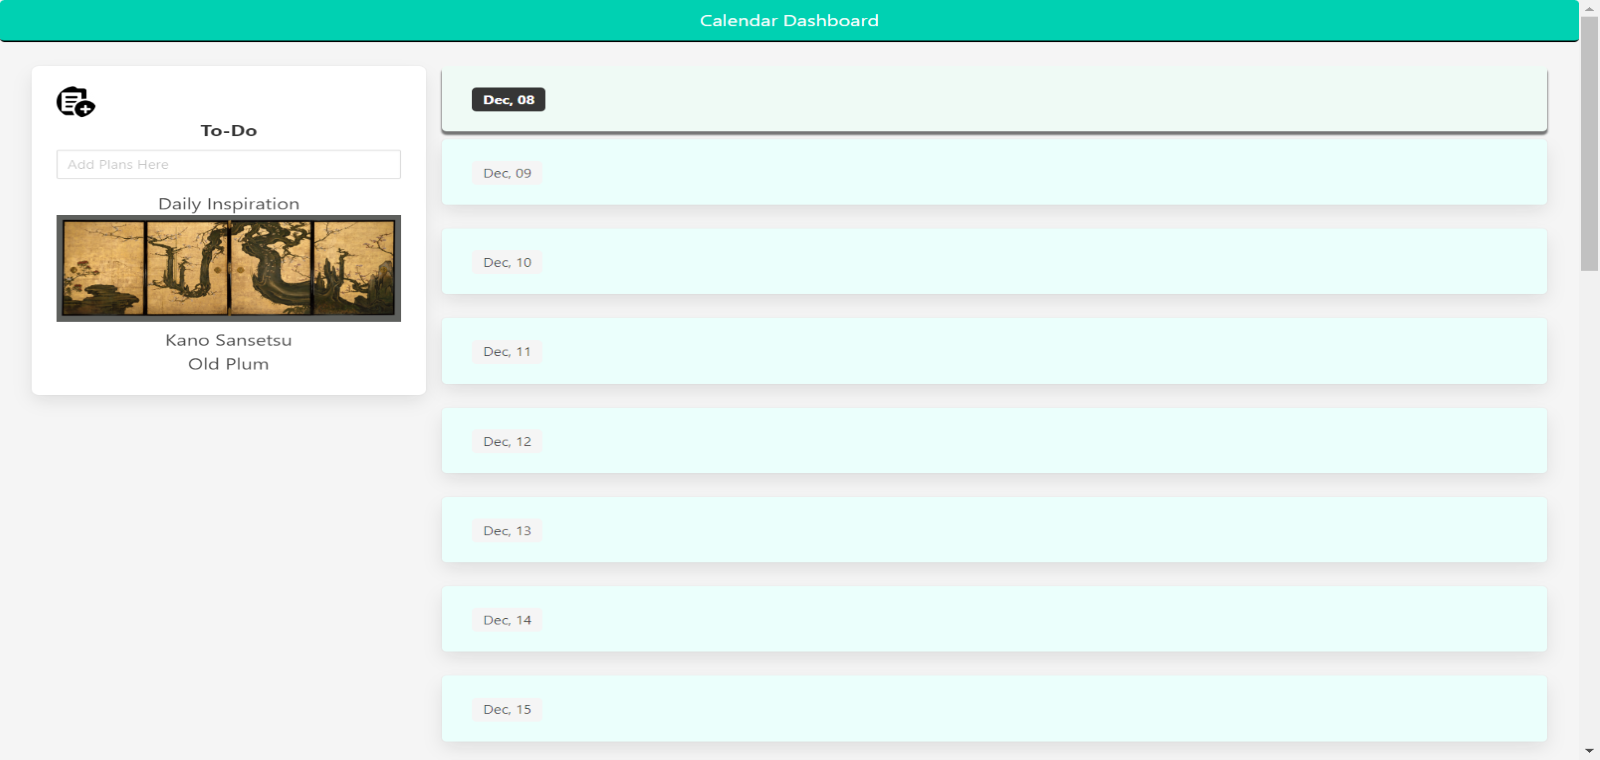 Calendar Dashboard
To-Do
Add Plans Here
Daily Inspiration
Kano Sansetsu
Old Plum
Dec, 08
Dec, 09
Dec, 10
Dec, 11
Dec, 12
Dec, 13
Dec, 14
Dec, 15